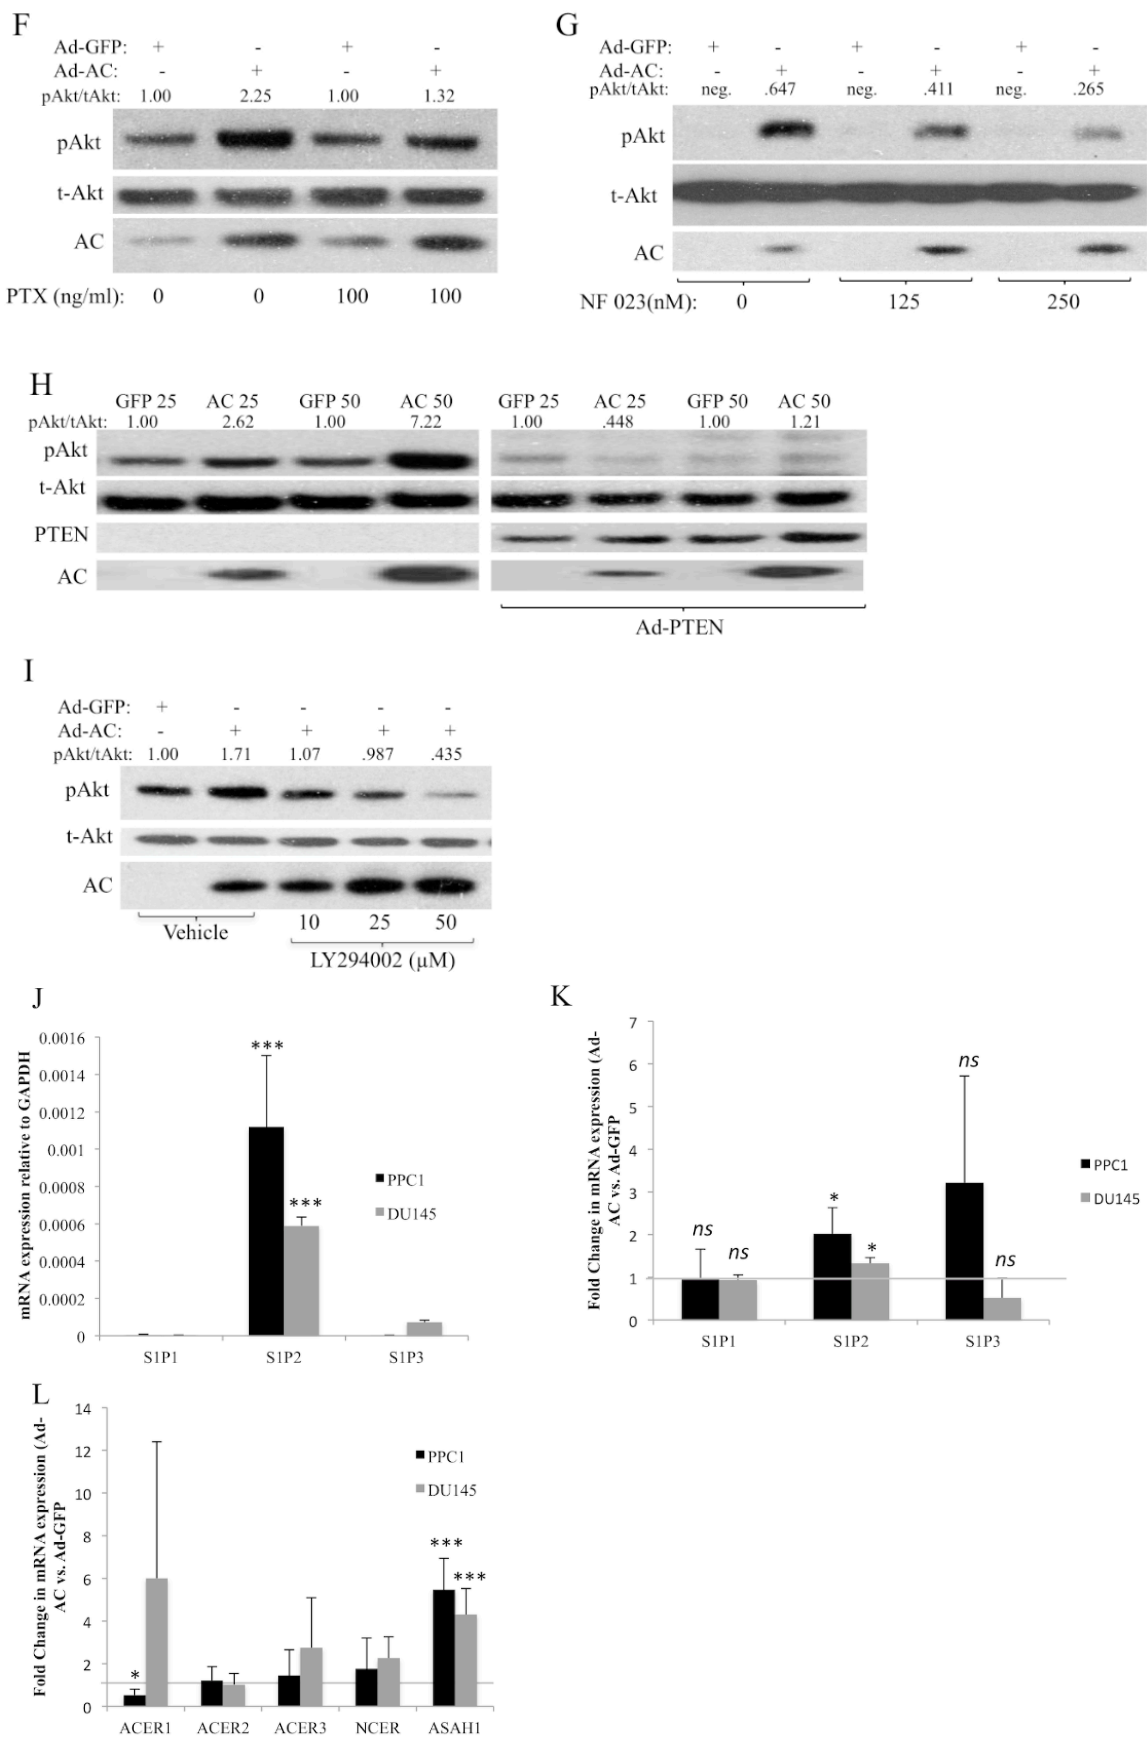 F
Ad-GFP: + - + -
Ad-AC: - + - +
pAkt/tAkt: 1.00 2.25 1.00 1.32
pAkt
t-Akt
AC
PTX (ng/ml): 0 0 100 100
G
Ad-GFP: + - + - + -
Ad-AC: - + - + - +
pAkt/tAkt: neg. .647 neg. .411 neg. .265
pAkt
t-Akt
AC
NF 023(nM): 0 125 250
H
GFP 25 AC 25 GFP 50 AC 50 GFP 25 AC 25 GFP 50 AC 50
pAkt/tAkt: 1.00 2.62 1.00 7.22 1.00 .448 1.00 1.21
pAkt
t-Akt
PTEN
AC
Ad-PTEN
I
Ad-GFP: + - - - -
Ad-AC: - + + + +
pAkt/tAkt: 1.00 1.71 1.07 .987 .435
pAkt
t-Akt
AC
Vehicle 10 25 50
LY294002 (µM)
J
mRNA expression relative to GAPDH
0.0016
0.0014
0.0012
0.001
0.0008
0.0006
0.0004
0.0002
0
***
***
PPC1
DU145
S1P1 S1P2 S1P3
K
Fold Change in mRNA expression (Ad-
AC vs. Ad-GFP
7
6
5
4
3
2
1
0
ns ns * * ns ns
PPC1
DU145
S1P1 S1P2 S1P3
L
Fold Change in mRNA expression (Ad-
AC vs. Ad-GFP
14
12
10
8
6
4
2
0
* *** ***
PPC1
DU145
ACER1 ACER2 ACER3 NCER ASAH1